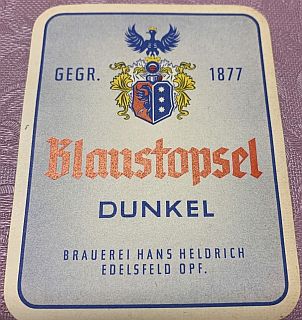 GEGR. 1877
Blaustopsel
DUNKEL
BRAUEREI HANS HELDRICH
EDELSFELD OPF.